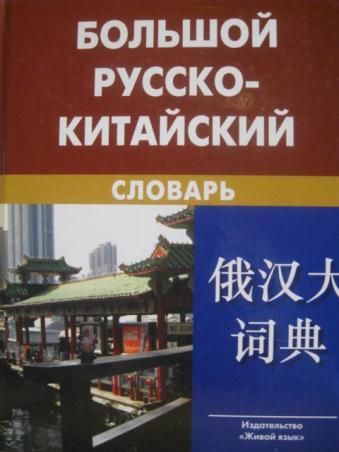 БОЛЬШОЙ
РУССКО-
КИТАЙСКИЙ
СЛОВАРЬ
俄汉大
词典
Издательство
«Живой язык»